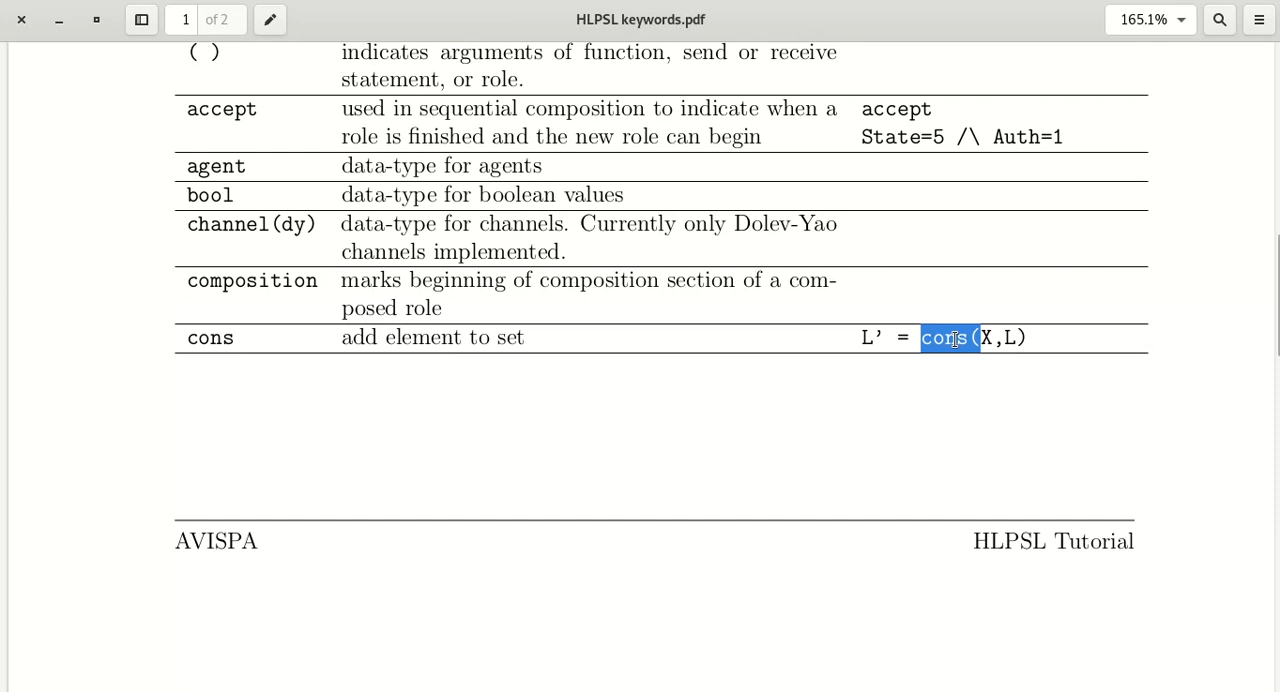 1 of 2
HLPSL keywords.pdf
165.1%
( ) indicates arguments of function, send or receive
statement, or role.
accept used in sequential composition to indicate when a accept
role is finished and the new role can begin State=5 /\ Auth=1
agent data-type for agents
bool data-type for boolean values
channel(dy) data-type for channels. Currently only Dolev-Yao
channels implemented.
composition marks beginning of composition section of a com-
posed role
cons add element to set L’ = cons(X,L)
AVISPA HLPSL Tutorial